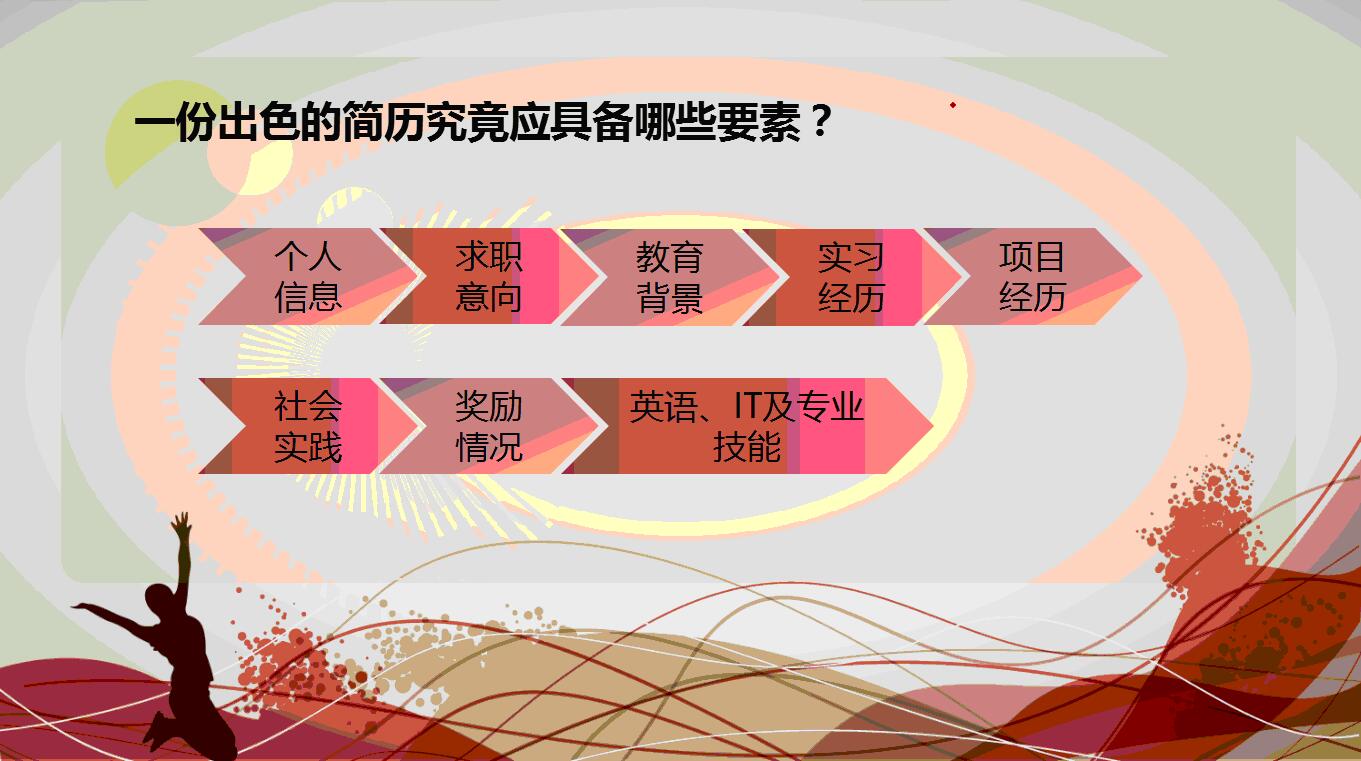 一份出色的简历究竟应具备哪些要素？
个人
信息
求职
意向
教育
背景
实习
经历
项目
经历
社会
实践
奖励
情况
英语、IT及专业
技能